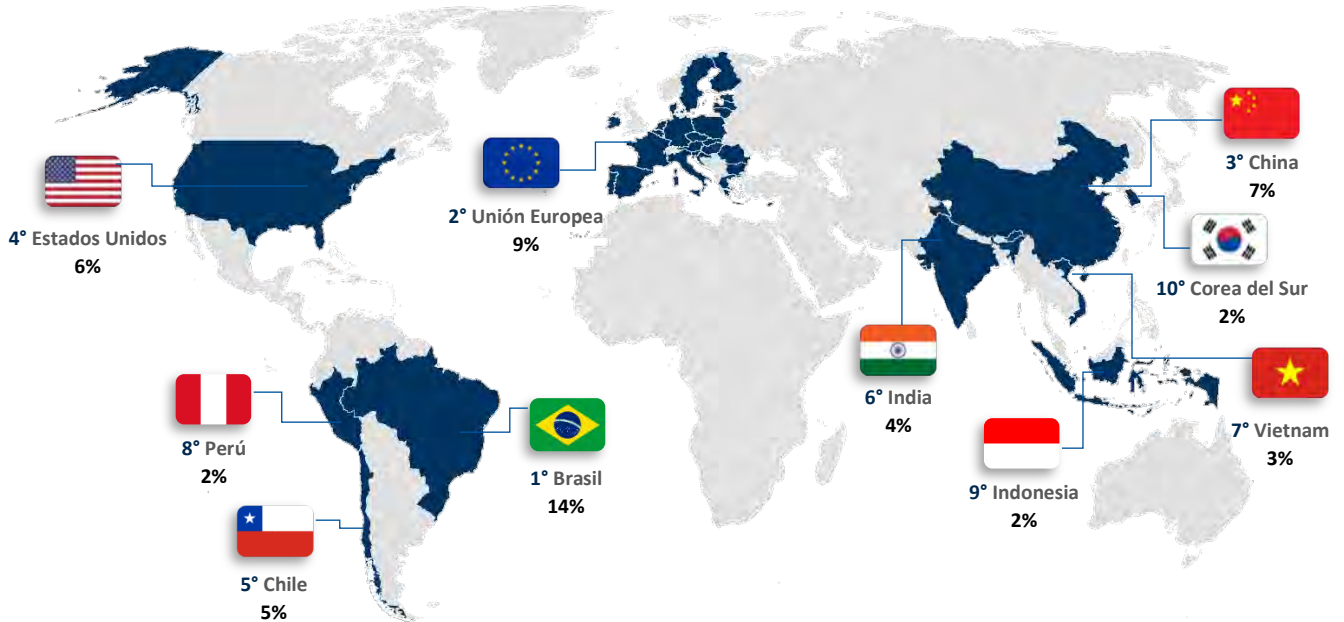 3° China
7%
4° Estados Unidos
6%
2° Unión Europea
9%
10° Corea del Sur
2%
6° India
4%
7° Vietnam
3%
8° Perú
2%
1° Brasil
14%
9° Indonesia
2%
5° Chile
5%